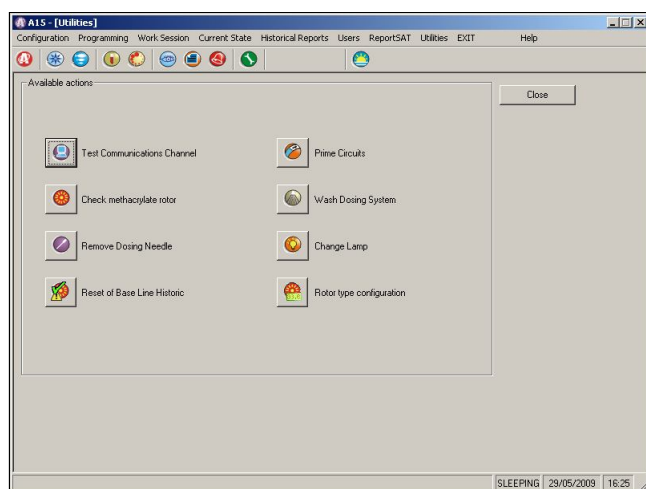 A15 - [Utilities]
Configuration Programming Work Session Current State Historical Reports Users ReportSAT Utilities EXIT Help
Available actions
Close
Test Communications Channel Prime Circuits
Check methacrylate rotor Wash Dosing System
Remove Dosing Needle Change Lamp
Reset of Base Line Historic Rotor type configuration
SLEEPING 29/05/2009 16:25